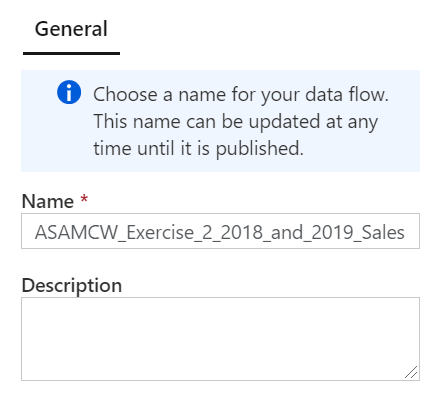 General
Choose a name for your data flow.
This name can be updated at any
time until it is published.
Name *
ASAMCW_Exercise_2_2018_and_2019_Sales
Description